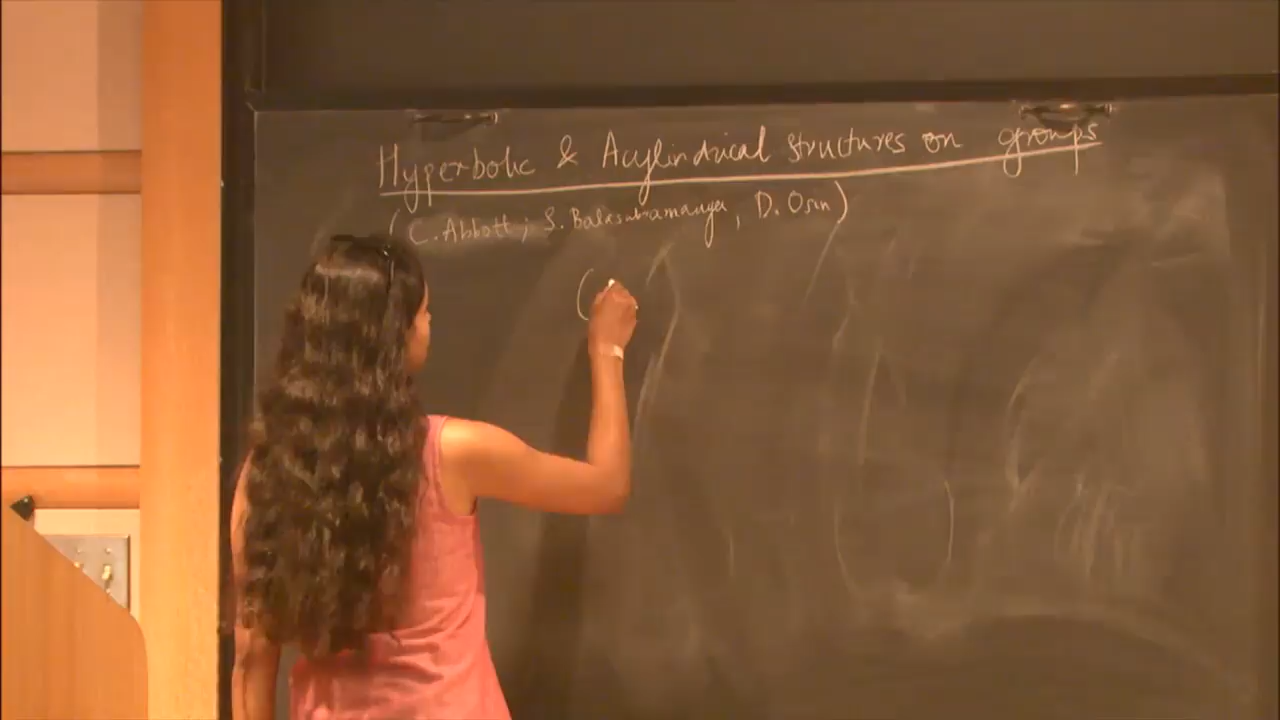 Hyperbolic & Acylindrical structures on groups
(C. Abbott; S. Balasubramanya, D. Osin)
(